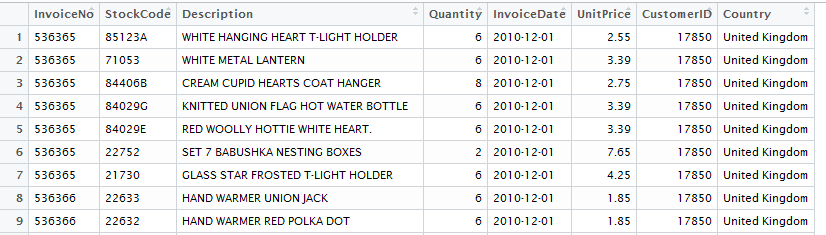 InvoiceNo StockCode Description Quantity InvoiceDate UnitPrice CustomerID Country
1 536365 85123A WHITE HANGING HEART T-LIGHT HOLDER 6 2010-12-01 2.55 17850 United Kingdom
2 536365 71053 WHITE METAL LANTERN 6 2010-12-01 3.39 17850 United Kingdom
3 536365 84406B CREAM CUPID HEARTS COAT HANGER 8 2010-12-01 2.75 17850 United Kingdom
4 536365 84029G KNITTED UNION FLAG HOT WATER BOTTLE 6 2010-12-01 3.39 17850 United Kingdom
5 536365 84029E RED WOOLLY HOTTIE WHITE HEART. 6 2010-12-01 3.39 17850 United Kingdom
6 536365 22752 SET 7 BABUSHKA NESTING BOXES 2 2010-12-01 7.65 17850 United Kingdom
7 536365 21730 GLASS STAR FROSTED T-LIGHT HOLDER 6 2010-12-01 4.25 17850 United Kingdom
8 536366 22633 HAND WARMER UNION JACK 6 2010-12-01 1.85 17850 United Kingdom
9 536366 22632 HAND WARMER RED POLKA DOT 6 2010-12-01 1.85 17850 United Kingdom